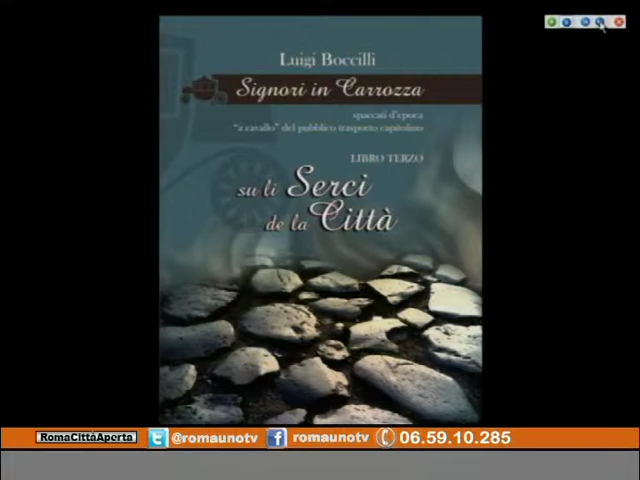 Luigi Boccilli
Signori in Carrozza
spaccati d'epoca
"a cavallo" del pubblico trasporto capitolino
LIBRO TERZO
su li Serci
de la Città
RomaCittàAperta @romaunotv f romaunotv 06.59.10.285